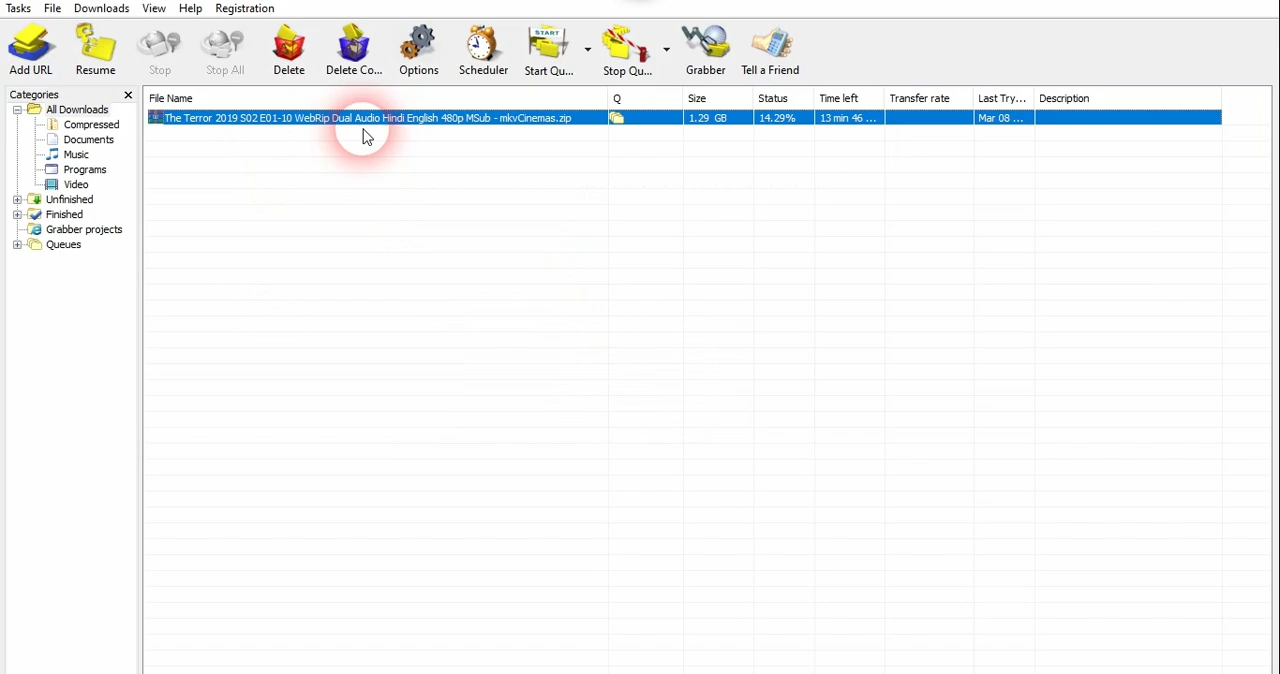 Tasks File Downloads View Help Registration
Add URL Resume Stop Stop All Delete Delete Co... Options Scheduler Start Qu... Stop Qu... Grabber Tell a Friend
START
Categories
All Downloads
Compressed
Documents
Music
Programs
Video
Unfinished
Finished
Grabber projects
Queues
File Name Q Size Status Time left Transfer rate Last Try... Description
The Terror 2019 S02 E01-10 WebRip Dual Audio Hindi English 480p MSub - mkvCinemas.zip 1.29 GB 14.29% 13 min 46 ... Mar 08 ...